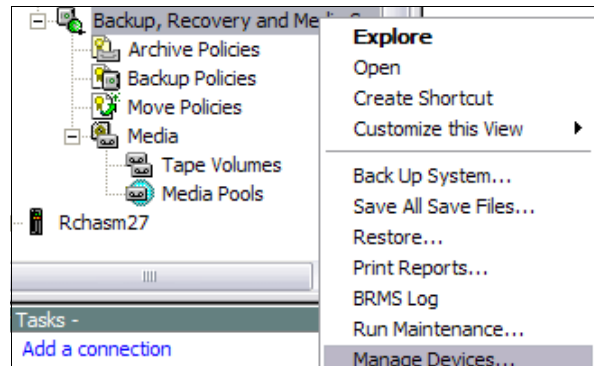 Backup, Recovery and Me
Archive Policies
Backup Policies
Move Policies
Media
Tape Volumes
Media Pools
Rchasm27
Tasks -
Add a connection
Explore
Open
Create Shortcut
Customize this View
Back Up System...
Save All Save Files...
Restore...
Print Reports...
BRMS Log
Run Maintenance...
Manage Devices...